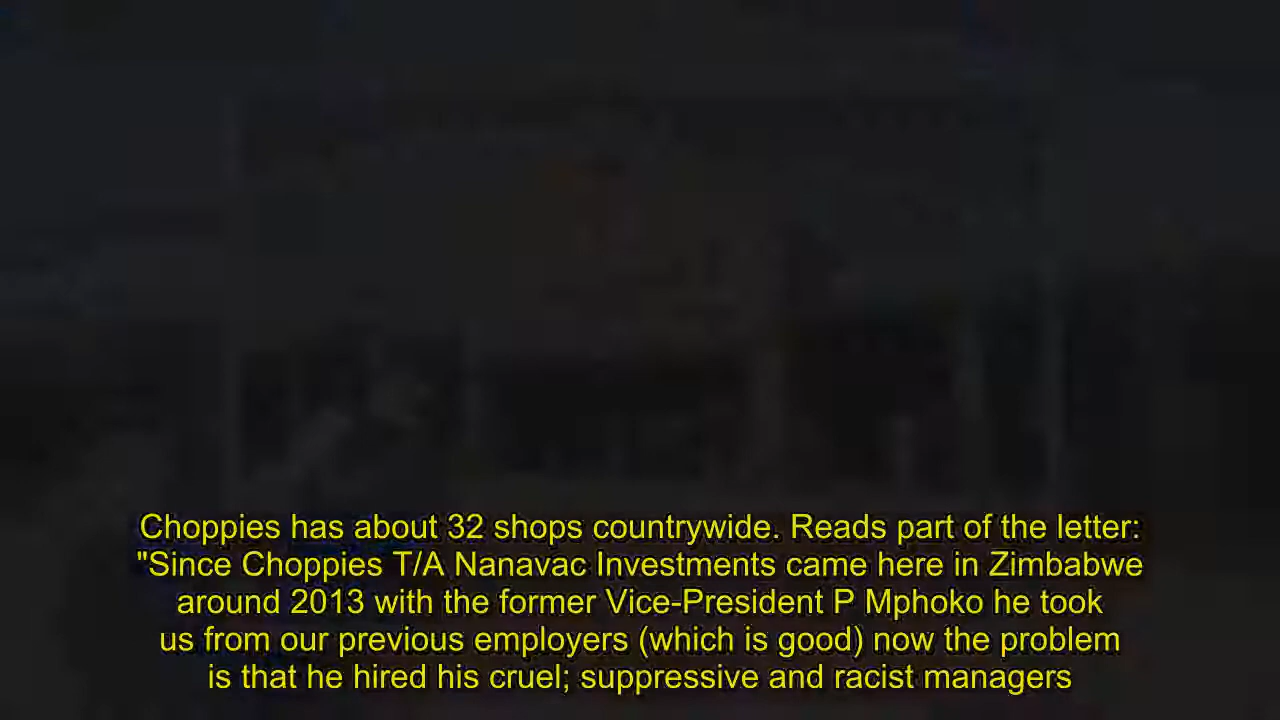 Choppies has about 32 shops countrywide. Reads part of the letter:
"Since Choppies T/A Nanavac Investments came here in Zimbabwe
around 2013 with the former Vice-President P Mphoko he took
us from our previous employers (which is good) now the problem
is that he hired his cruel; suppressive and racist managers